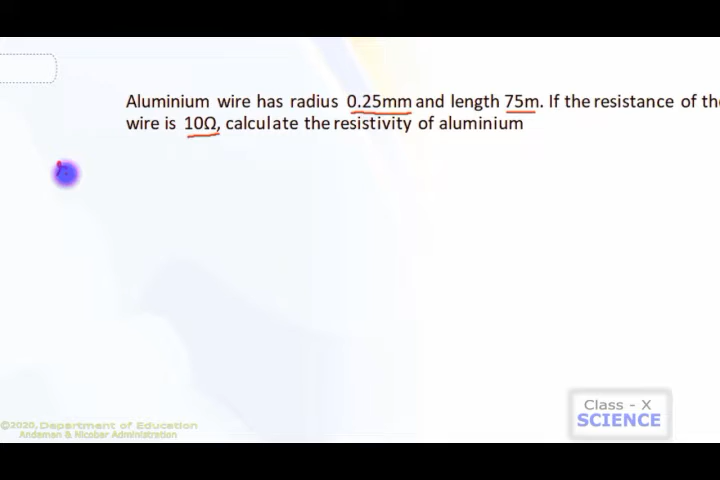 Aluminium wire has radius 0.25mm and length 75m. If the resistance of the
wire is 10Ω, calculate the resistivity of aluminium
Class - X
SCIENCE
©2020, Department of Education
Andaman & Nicobar Administration